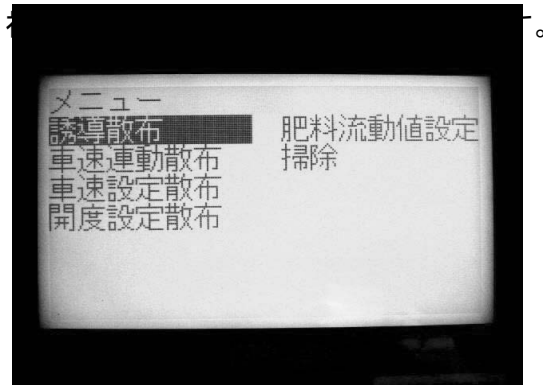 す。
メニュー
誘導散布
車速連動散布
車速設定散布
開度設定散布
肥料流動値設定
掃除